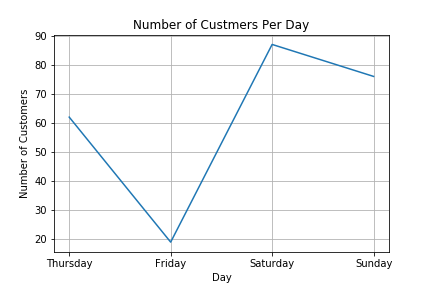 Number of Custmers Per Day
90
80
70
60
50
40
30
20
Number of Customers
Thursday Friday Saturday Sunday
Day